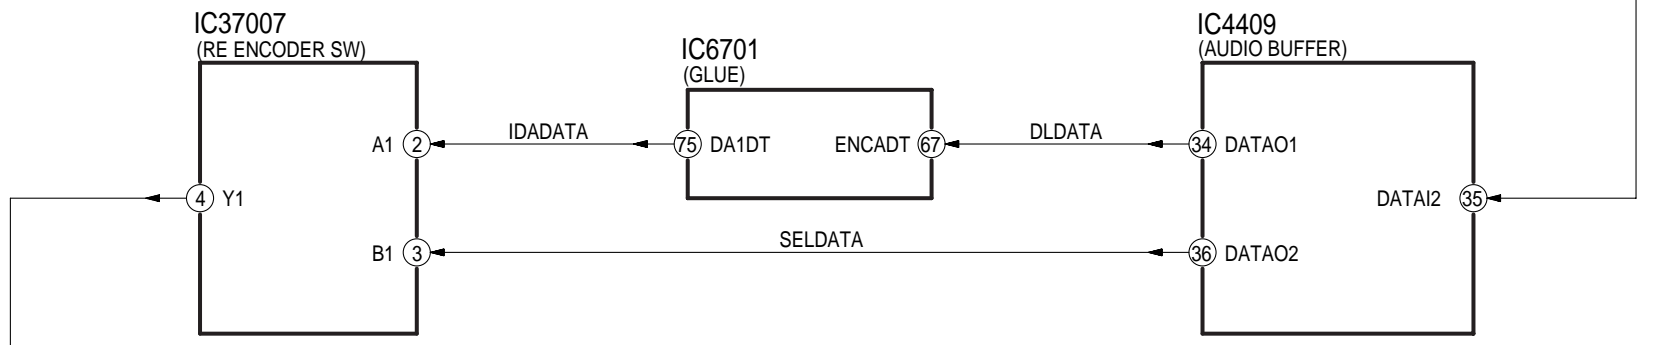 IC37007
(RE ENCODER SW)
IC6701
(GLUE)
IC4409
(AUDIO BUFFER)
A1 2 IDADATA 75 DA1DT ENCADT 67 DLDATA 34 DATAO1
4 Y1 DATAI2 35
B1 3 SELDATA 36 DATAO2